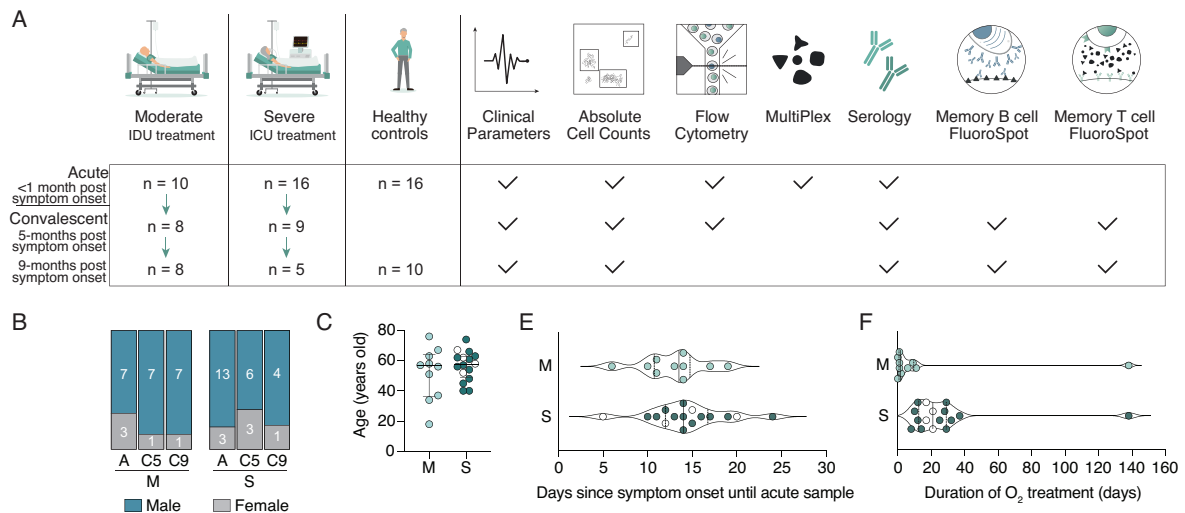 A
Moderate
IDU treatment
Severe
ICU treatment
Healthy
controls
Clinical
Parameters
Absolute
Cell Counts
Flow
Cytometry
MultiPlex
Serology
Memory B cell
FluoroSpot
Memory T cell
FluoroSpot
Acute
<1 month post
symptom onset
n = 10
n = 16
n = 16
Convalescent
5-months post
symptom onset
n = 8
n = 9
9-months post
symptom onset
n = 8
n = 5
n = 10
B
7 7 7 13 6 4
3 1 1 3 3 1
A C5 C9 A C5 C9
M S
Male Female
C
Age (years old)
80
60
40
20
0
M S
E
M
S
0 5 10 15 20 25 30
Days since symptom onset until acute sample
F
M
S
0 20 40 60 80 100 120 140 160
Duration of O2 treatment (days)